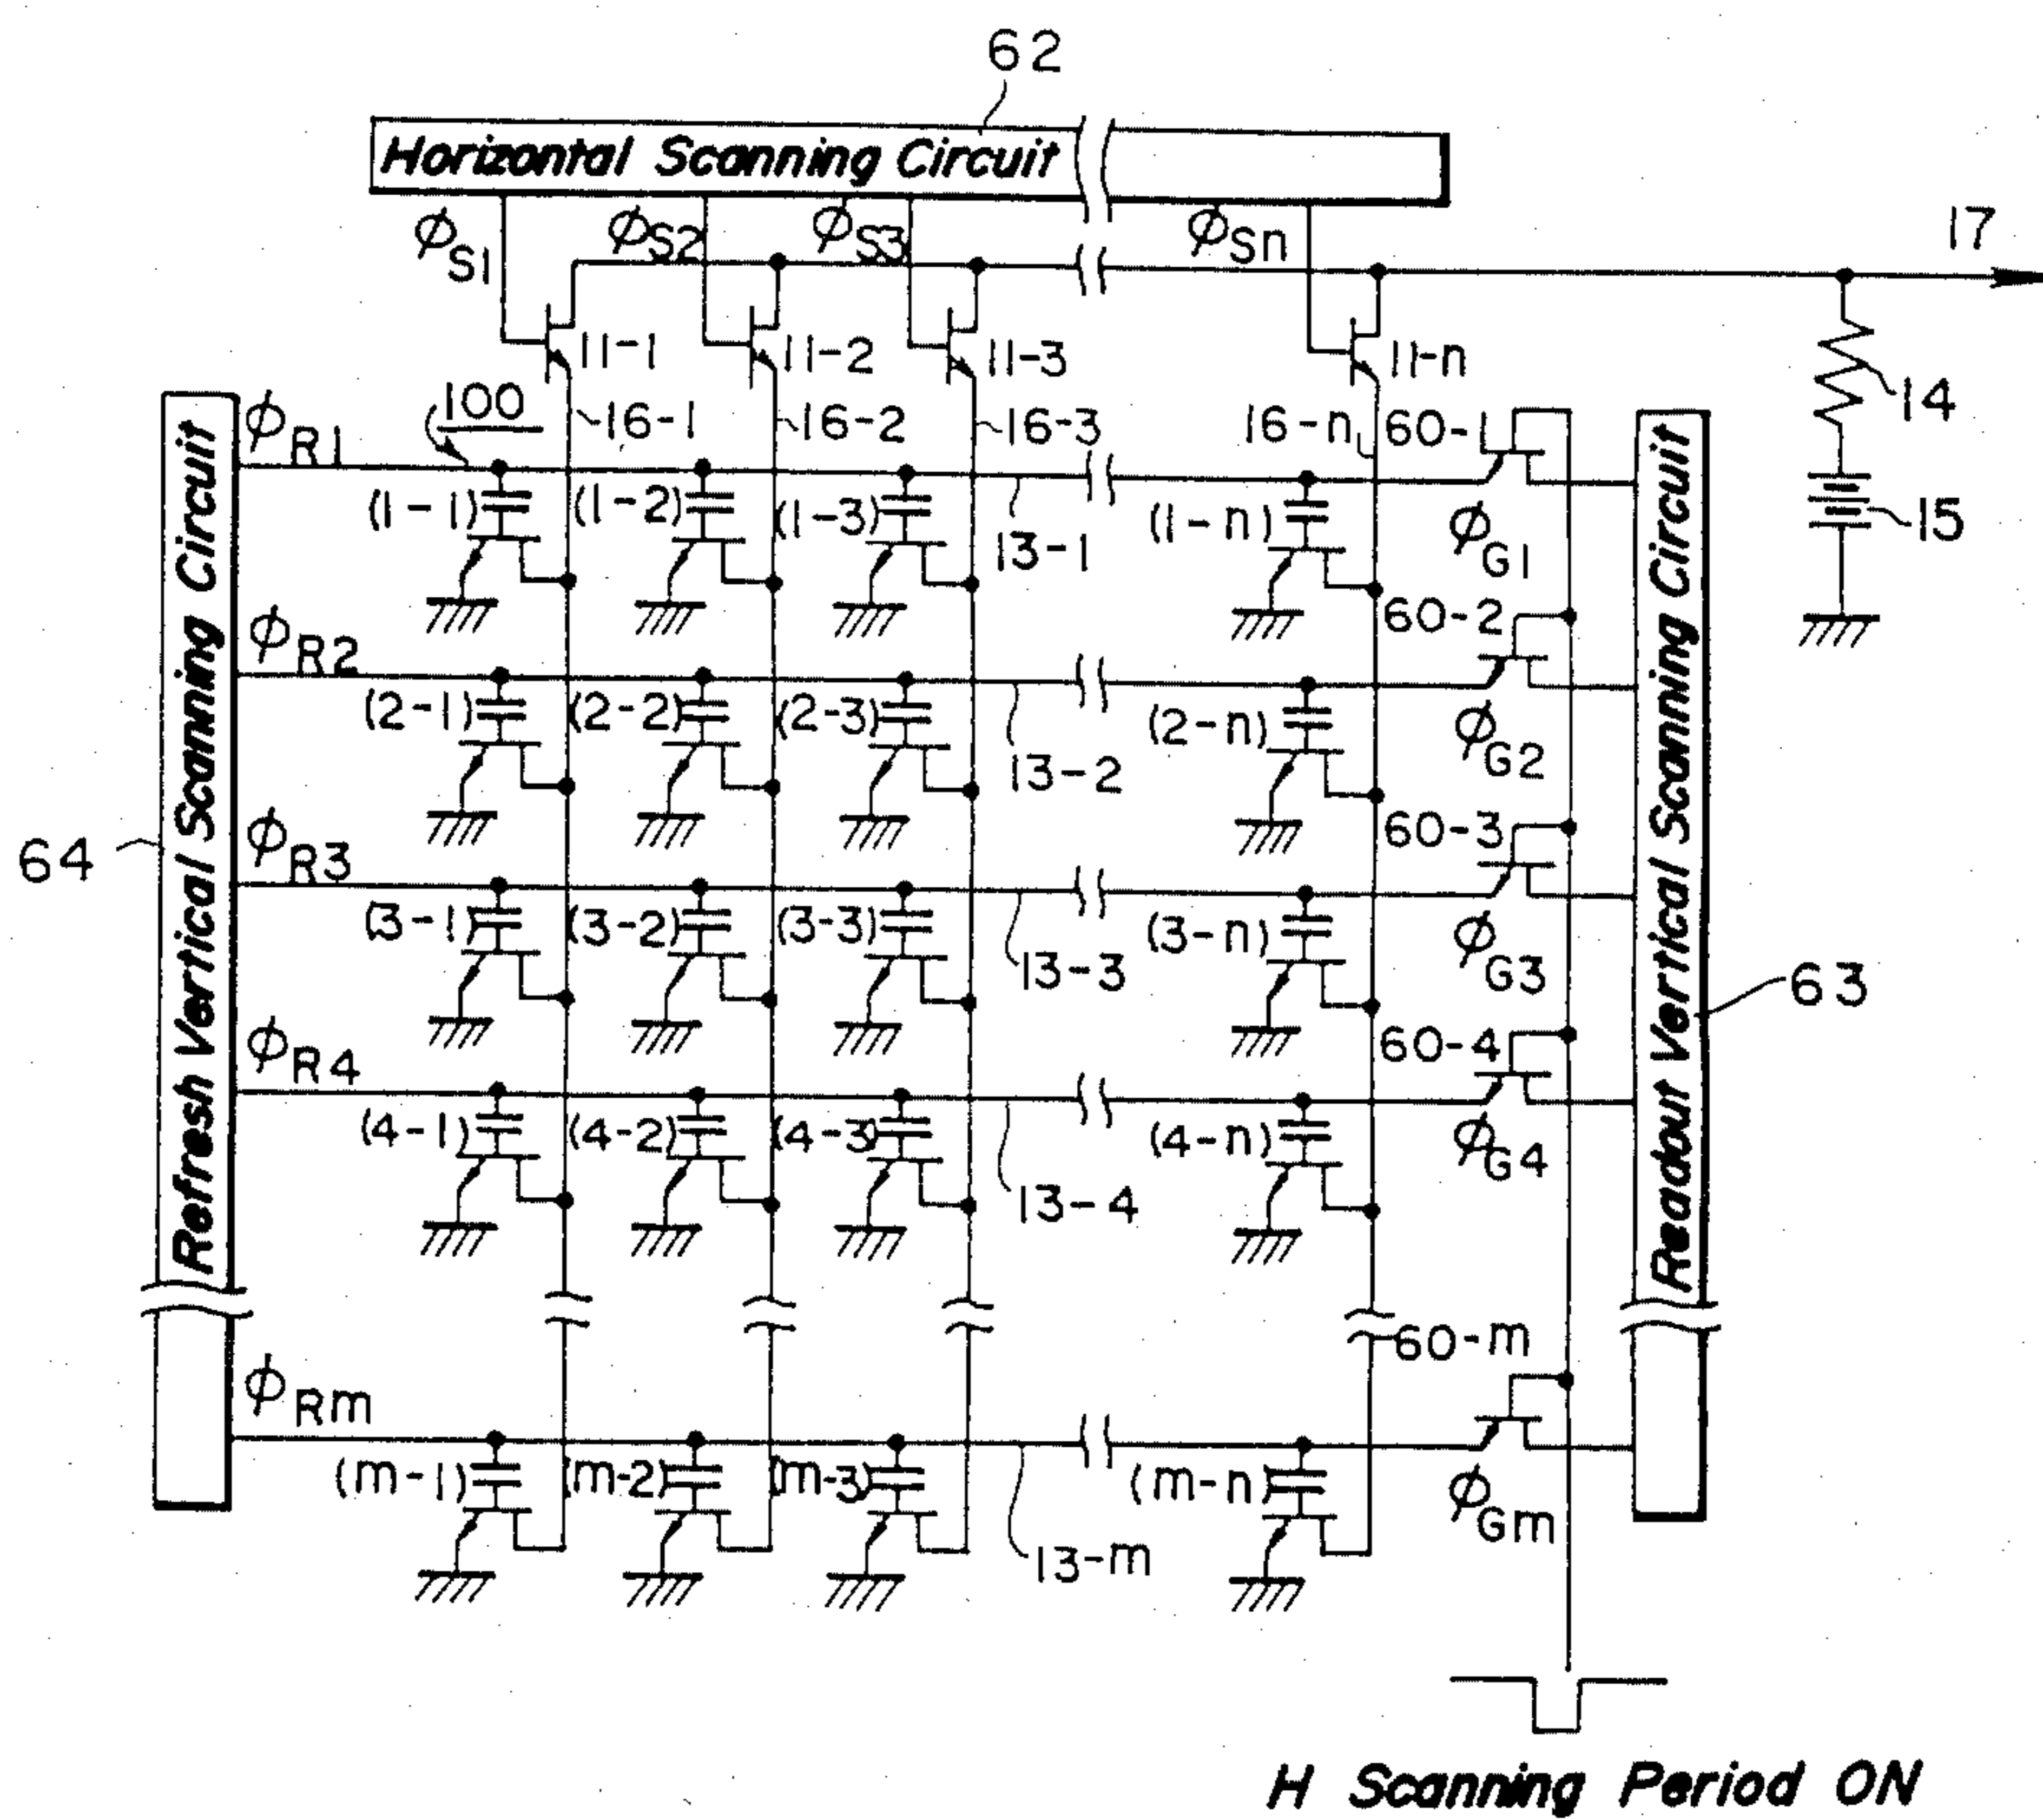 62
Horizontal Scanning Circuit
ϕS1 ϕS2 ϕS3 ϕSn
17
11-1 11-2 11-3 11-n
14
15
100
16-1 16-2 16-3 16-n
64
Refresh Vertical Scanning Circuit
Readout Vertical Scanning Circuit
63
ϕR1
60-1
(1-1) (1-2) (1-3) (1-n)
13-1
ϕG1
ϕR2
60-2
(2-1) (2-2) (2-3) (2-n)
13-2
ϕG2
ϕR3
60-3
(3-1) (3-2) (3-3) (3-n)
13-3
ϕG3
ϕR4
60-4
(4-1) (4-2) (4-3) (4-n)
13-4
ϕG4
ϕRm
60-m
(m-1) (m-2) (m-3) (m-n)
13-m
ϕGm
H Scanning Period ON